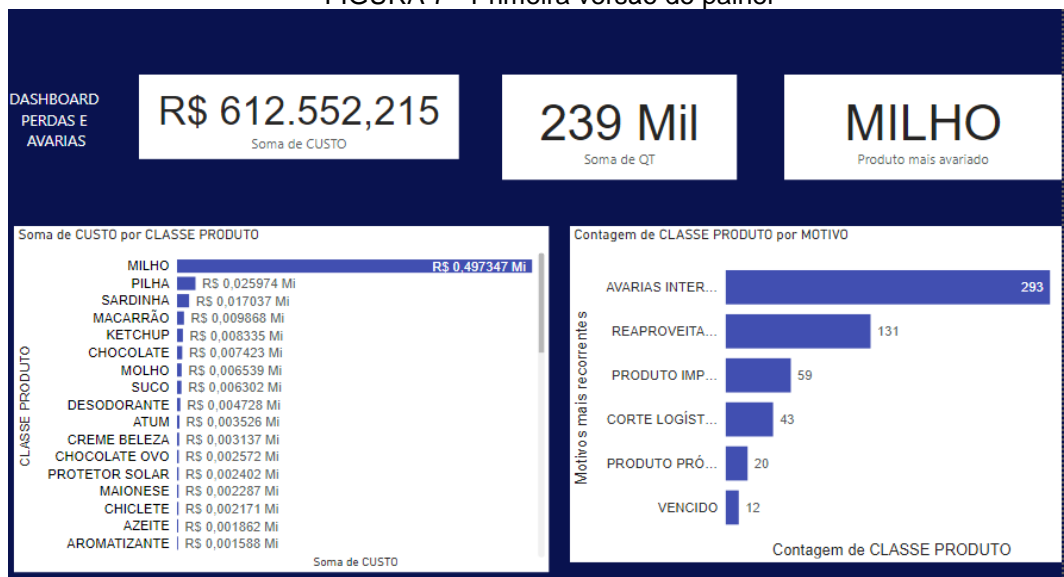 FIGURA 7 - Primeira versão do painel
DASHBOARD
PERDAS E
AVARIAS
R$ 612.552,215
Soma de CUSTO
239 Mil
Soma de QT
MILHO
Produto mais avariado
Soma de CUSTO por CLASSE PRODUTO
CLASSE PRODUTO
MILHO R$ 0,497347 Mi
PILHA R$ 0,025974 Mi
SARDINHA R$ 0,017037 Mi
MACARRÃO R$ 0,009868 Mi
KETCHUP R$ 0,008335 Mi
CHOCOLATE R$ 0,007423 Mi
MOLHO R$ 0,006539 Mi
SUCO R$ 0,006302 Mi
DESODORANTE R$ 0,004728 Mi
ATUM R$ 0,003526 Mi
CREME BELEZA R$ 0,003137 Mi
CHOCOLATE OVO R$ 0,002572 Mi
PROTETOR SOLAR R$ 0,002402 Mi
MAIONESE R$ 0,002287 Mi
CHICLETE R$ 0,002171 Mi
AZEITE R$ 0,001862 Mi
AROMATIZANTE R$ 0,001588 Mi
Soma de CUSTO
Contagem de CLASSE PRODUTO por MOTIVO
Motivos mais recorrentes
AVARIAS INTER... 293
REAPROVEITA... 131
PRODUTO IMP... 59
CORTE LOGÍST... 43
PRODUTO PRÓ... 20
VENCIDO 12
Contagem de CLASSE PRODUTO